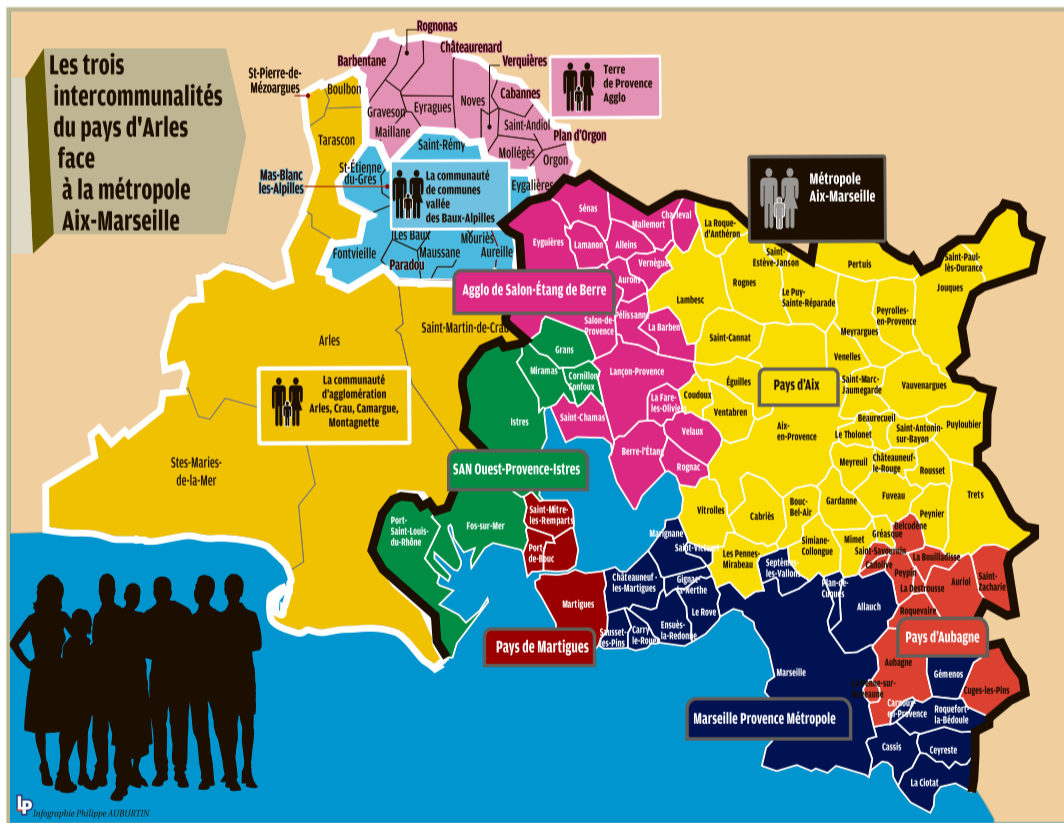 Les trois
intercommunalités
du pays d'Arles
face
à la métropole
Aix-Marseille
Rognonas
Barbentane
Châteaurenard
Verquières
St-Pierre-de-
Mézoargues
Boulbon
Graveson
Eyragues
Noves
Cabannes
Maillane
Saint-Andiol
Plan d'Orgon
Mollégès
Orgon
Terre
de Provence
Agglo
Tarascon
Saint-Rémy
Mas-Blanc
les-Alpilles
St-Étienne
du-Grès
La communauté
de communes
vallée
des Baux-Alpilles
Eygalières
Fontvieille
Les Baux
Paradou
Maussane
Mouriès
Aureille
Métropole
Aix-Marseille
Arles
Saint-Martin-de-Crau
La communauté
d'agglomération
Arles, Crau, Camargue,
Montagnette
Stes-Maries-
de-la-Mer
Sénas
Mallemort
Charleval
Eyguières
Lamanon
Alleins
Vernègues
Aurons
Agglo de Salon-Étang de Berre
Pélissanne
Salon-de-
Provence
La Barben
Lançon-Provence
La Fare-
les-Olivie
Saint-Chamas
Velaux
Berre-l'Étang
Rognac
Grans
Miramas
Cornillon
Confoux
Istres
SAN Ouest-Provence-Istres
Port-
Saint-Louis-
du-Rhône
Fos-sur-Mer
Saint-Mitre-
les-Remparts
Port-
de-Bouc
Martigues
Pays de Martigues
La Roque-
d'Anthéron
Saint-
Estève-Janson
Pertuis
Saint-Paul-
lès-Durance
Jouques
Rognes
Le Puy-
Sainte-Réparade
Lambesc
Peyrolles-
en-Provence
Meyrargues
Saint-Cannat
Venelles
Éguilles
Pays d'Aix
Saint-Marc-
Jaumegarde
Vauvenargues
Coudoux
Ventabren
Aix-
en-Provence
Beaurecueil
Le Tholonet
Saint-Antonin-
sur-Bayon
Puyloubier
Meyreuil
Châteauneuf-
le-Rouge
Rousset
Vitrolles
Cabriès
Bouc-
Bel-Air
Gardanne
Fuveau
Trets
Peynier
Simiane-
Collongue
Mimet
Gréasque
Les Pennes-
Mirabeau
Belcodène
Saint-Savournin
La Bouilladisse
Cadolive
Peypin
La Destrousse
Auriol
Saint-
Zacharie
Roquevaire
Pays d'Aubagne
Aubagne
Cuges-les-Pins
Marignane
Saint-Victoret
Septèmes-
les-Vallons
Châteauneuf
les-Martigues
Gignac
la-Nerthe
Plan-de-
Cuques
Allauch
Le Rove
Ensuès-
la-Redonne
Sausset-
les-Pins
Carry-
le-Rouet
Marseille
Gémenos
Marseille Provence Métropole
Carnoux-
en-Provence
Roquefort-
la-Bédoule
Cassis
Ceyreste
La Ciotat
LP
Infographie Philippe AUBURTIN